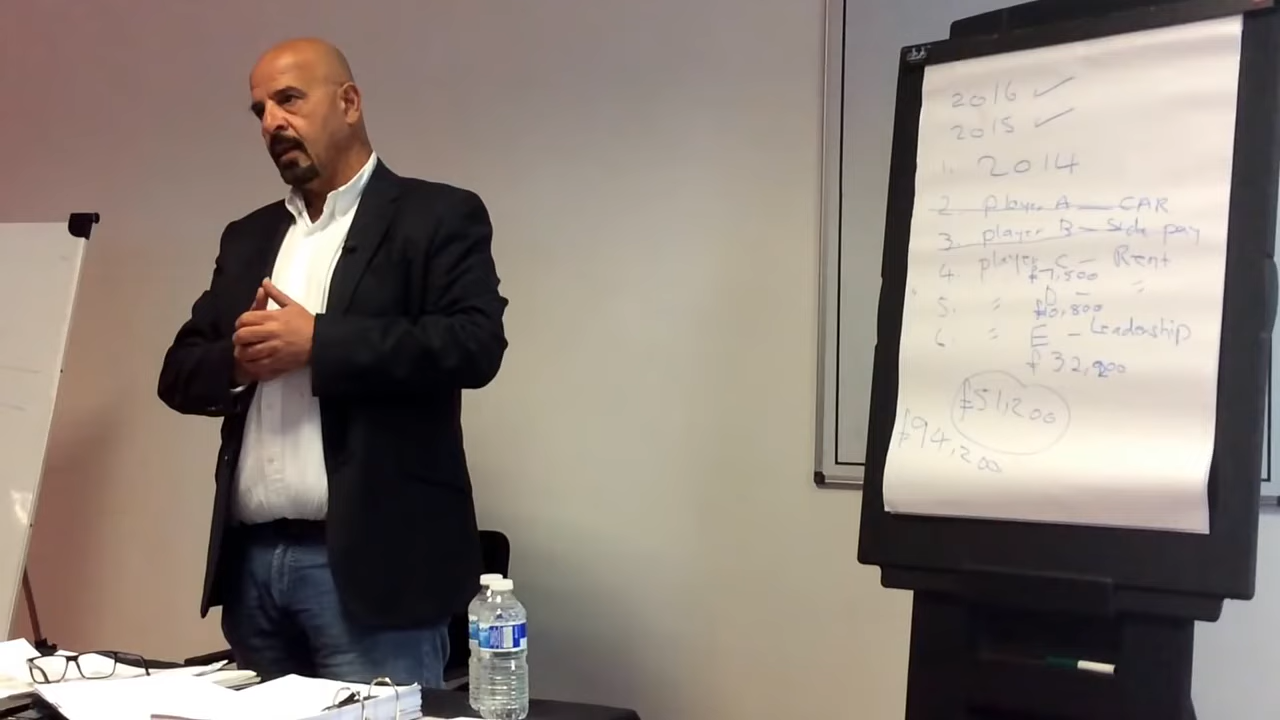 2016 ✓
2015 ✓
1. 2014
2. player A — CAR
3. player B — Side pay
4. player C — Rent
£7,500
5. " D — "
£10,800
6. " E — Leadership
£32,900
£51,200
£94,200